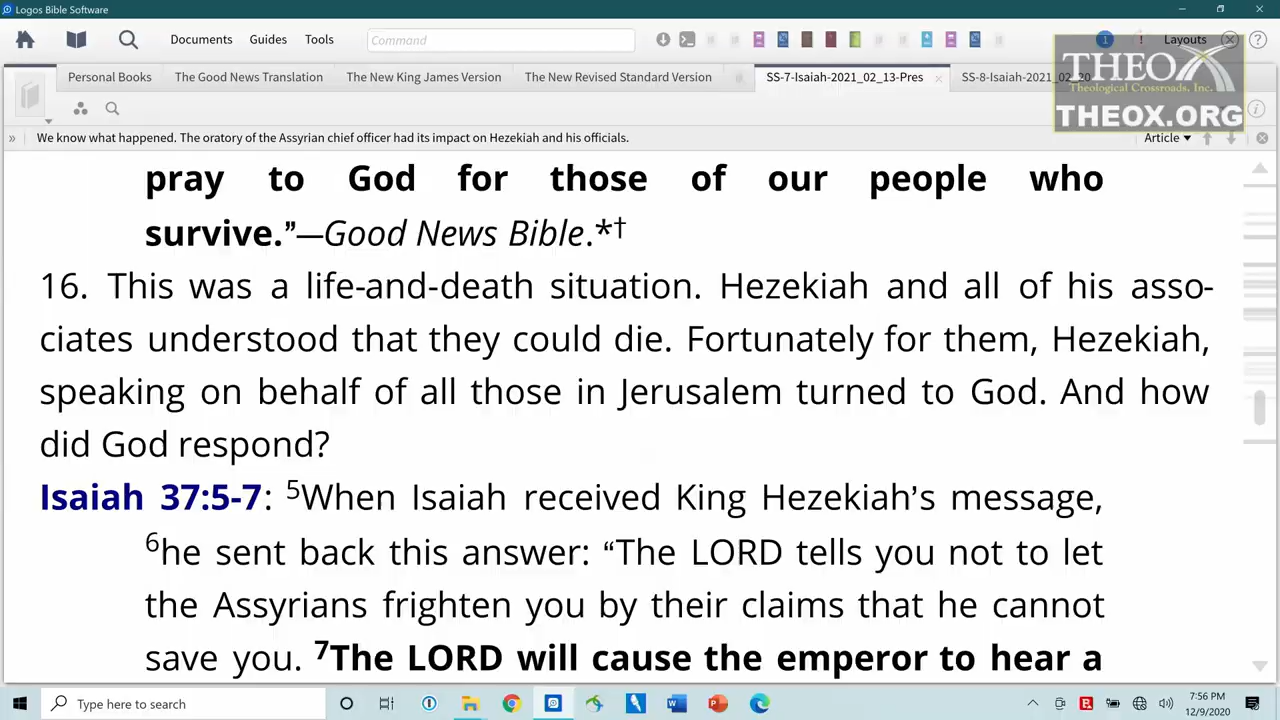 Logos Bible Software
Documents Guides Tools Command Layouts
Personal Books The Good News Translation The New King James Version The New Revised Standard Version SS-7-Isaiah-2021_02_13-Pres SS-8-Isaiah-2021_02_20
THEOX
Theological Crossroads, Inc.
THEOX.ORG
» We know what happened. The oratory of the Assyrian chief officer had its impact on Hezekiah and his officials. Article
pray to God for those of our people who
survive.”—Good News Bible.*†
16. This was a life-and-death situation. Hezekiah and all of his asso-
ciates understood that they could die. Fortunately for them, Hezekiah,
speaking on behalf of all those in Jerusalem turned to God. And how
did God respond?
Isaiah 37:5-7: 5When Isaiah received King Hezekiah’s message,
6he sent back this answer: “The LORD tells you not to let
the Assyrians frighten you by their claims that he cannot
save you. 7The LORD will cause the emperor to hear a
Type here to search
7:56 PM
12/9/2020